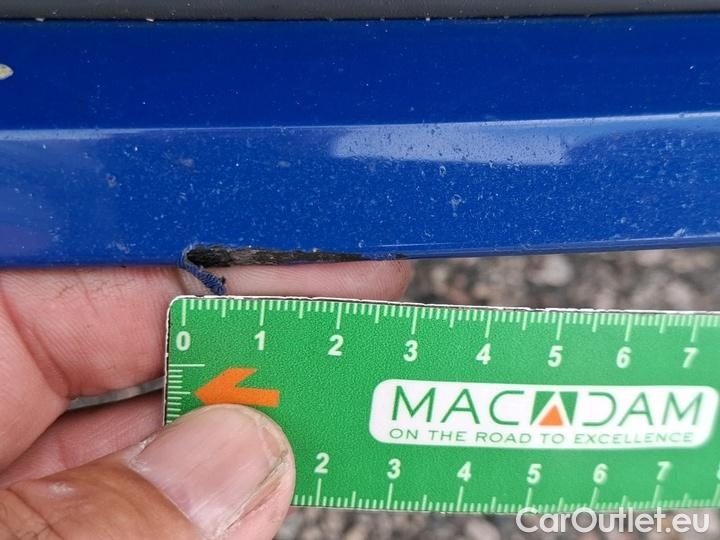 0 1 2 3 4 5 6 7
MACADAM
ON THE ROAD TO EXCELLENCE
2 3 4 5 6 7 8
CarOutlet.eu